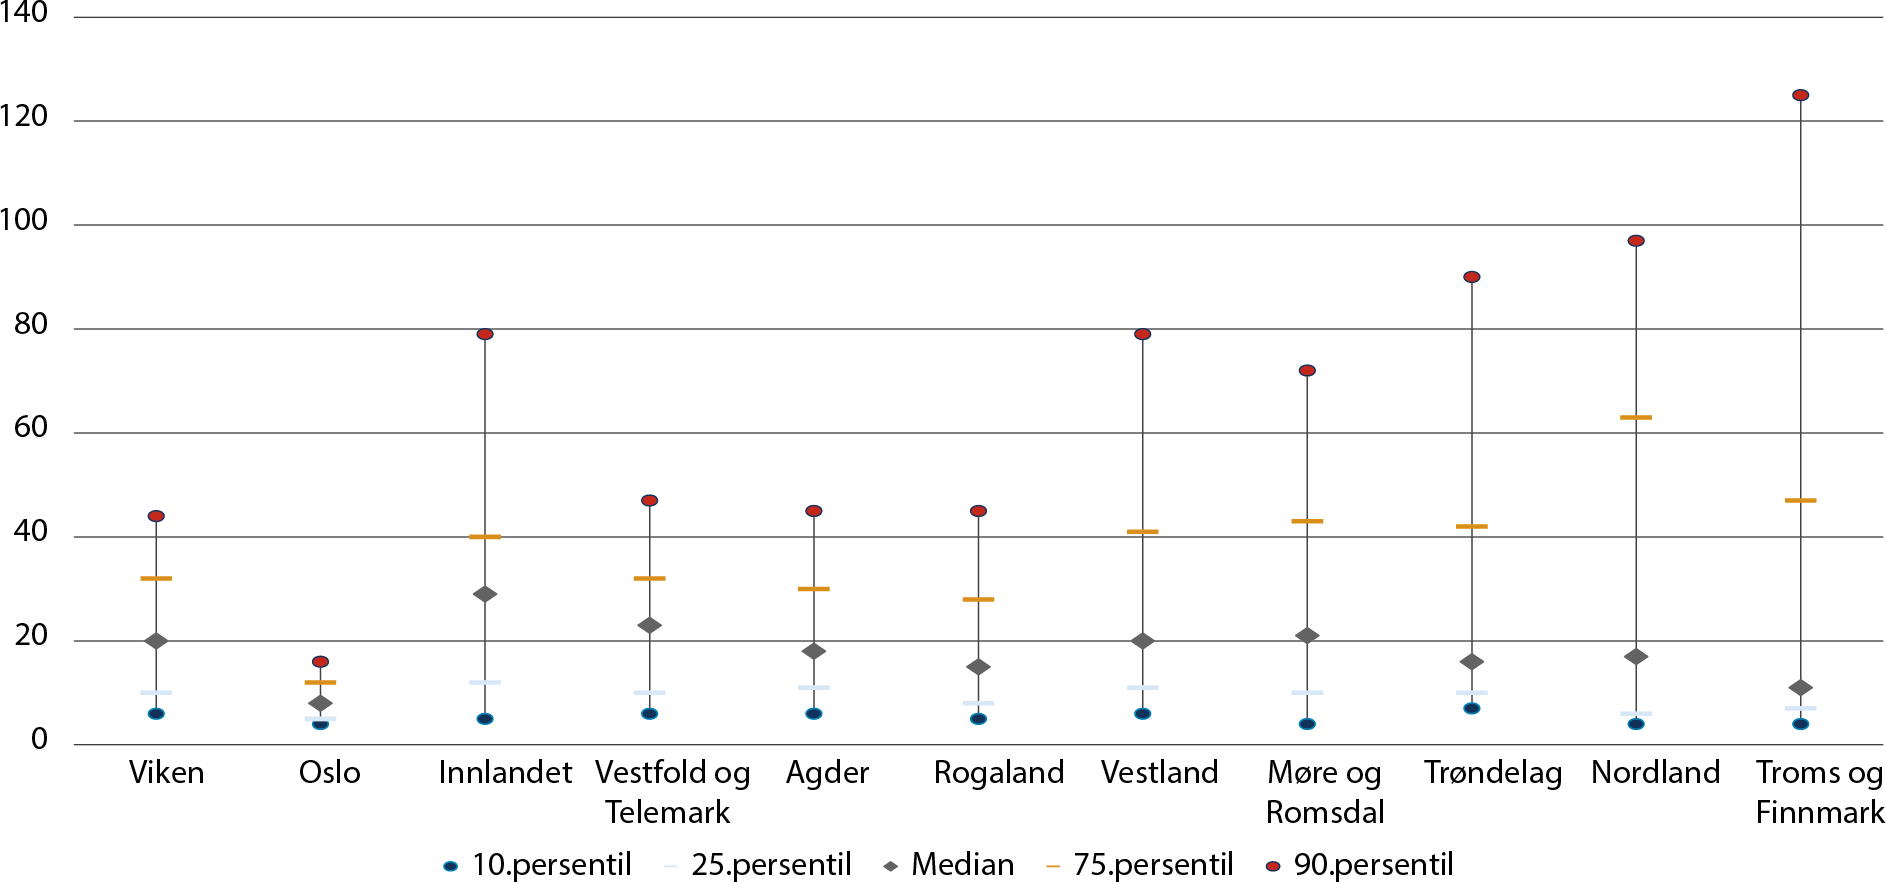 140
120
100
80
60
40
20
0
Viken Oslo Innlandet Vestfold og Agder Rogaland Vestland Møre og Trøndelag Nordland Troms og
Telemark Romsdal Finnmark
10.persentil 25.persentil Median 75.persentil 90.persentil